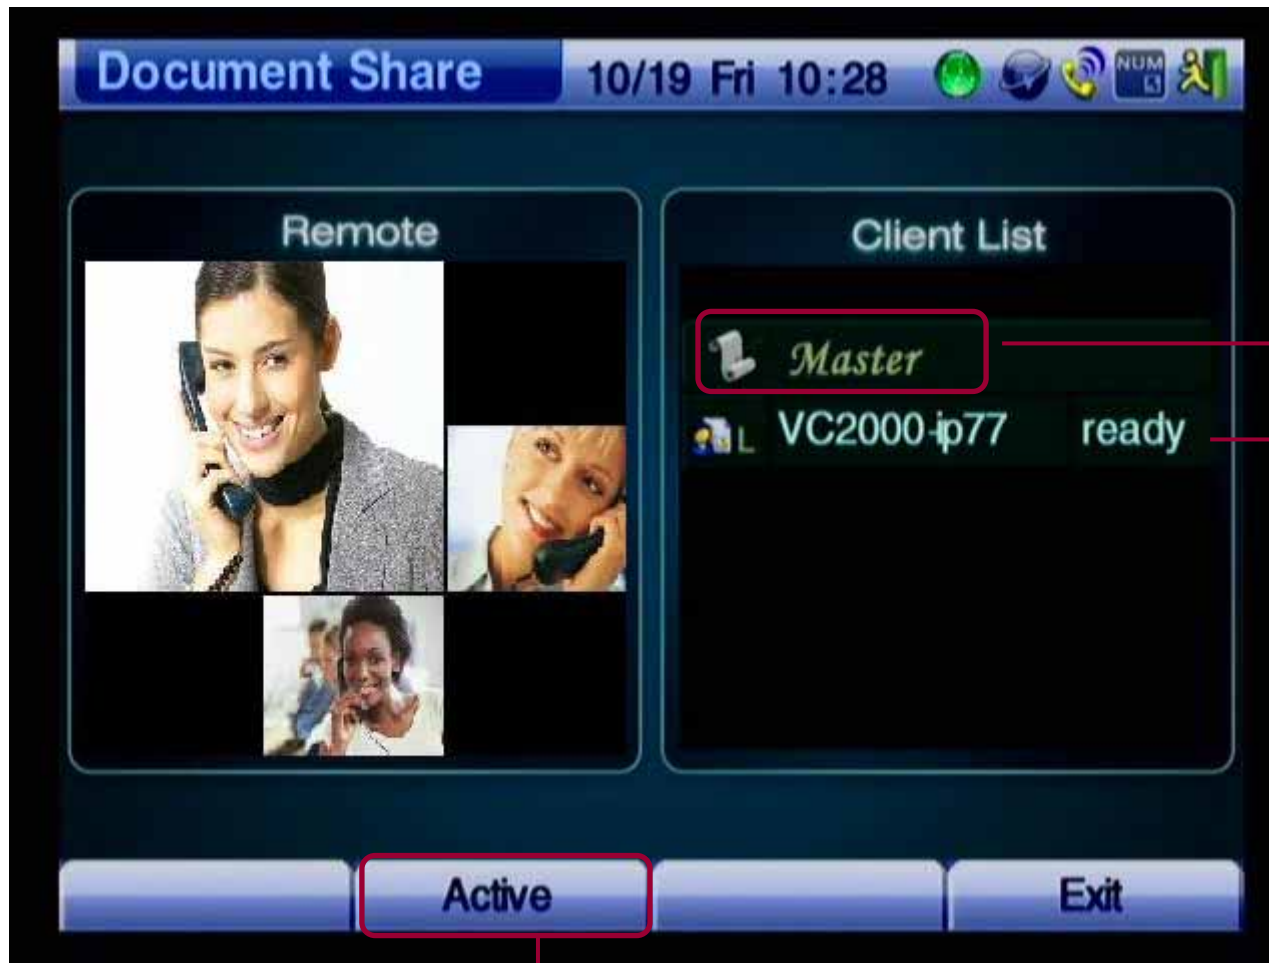 Document Share
10/19 Fri 10:28
NUM
Remote
Client List
Master
L VC2000-ip77 ready
Active
Exit